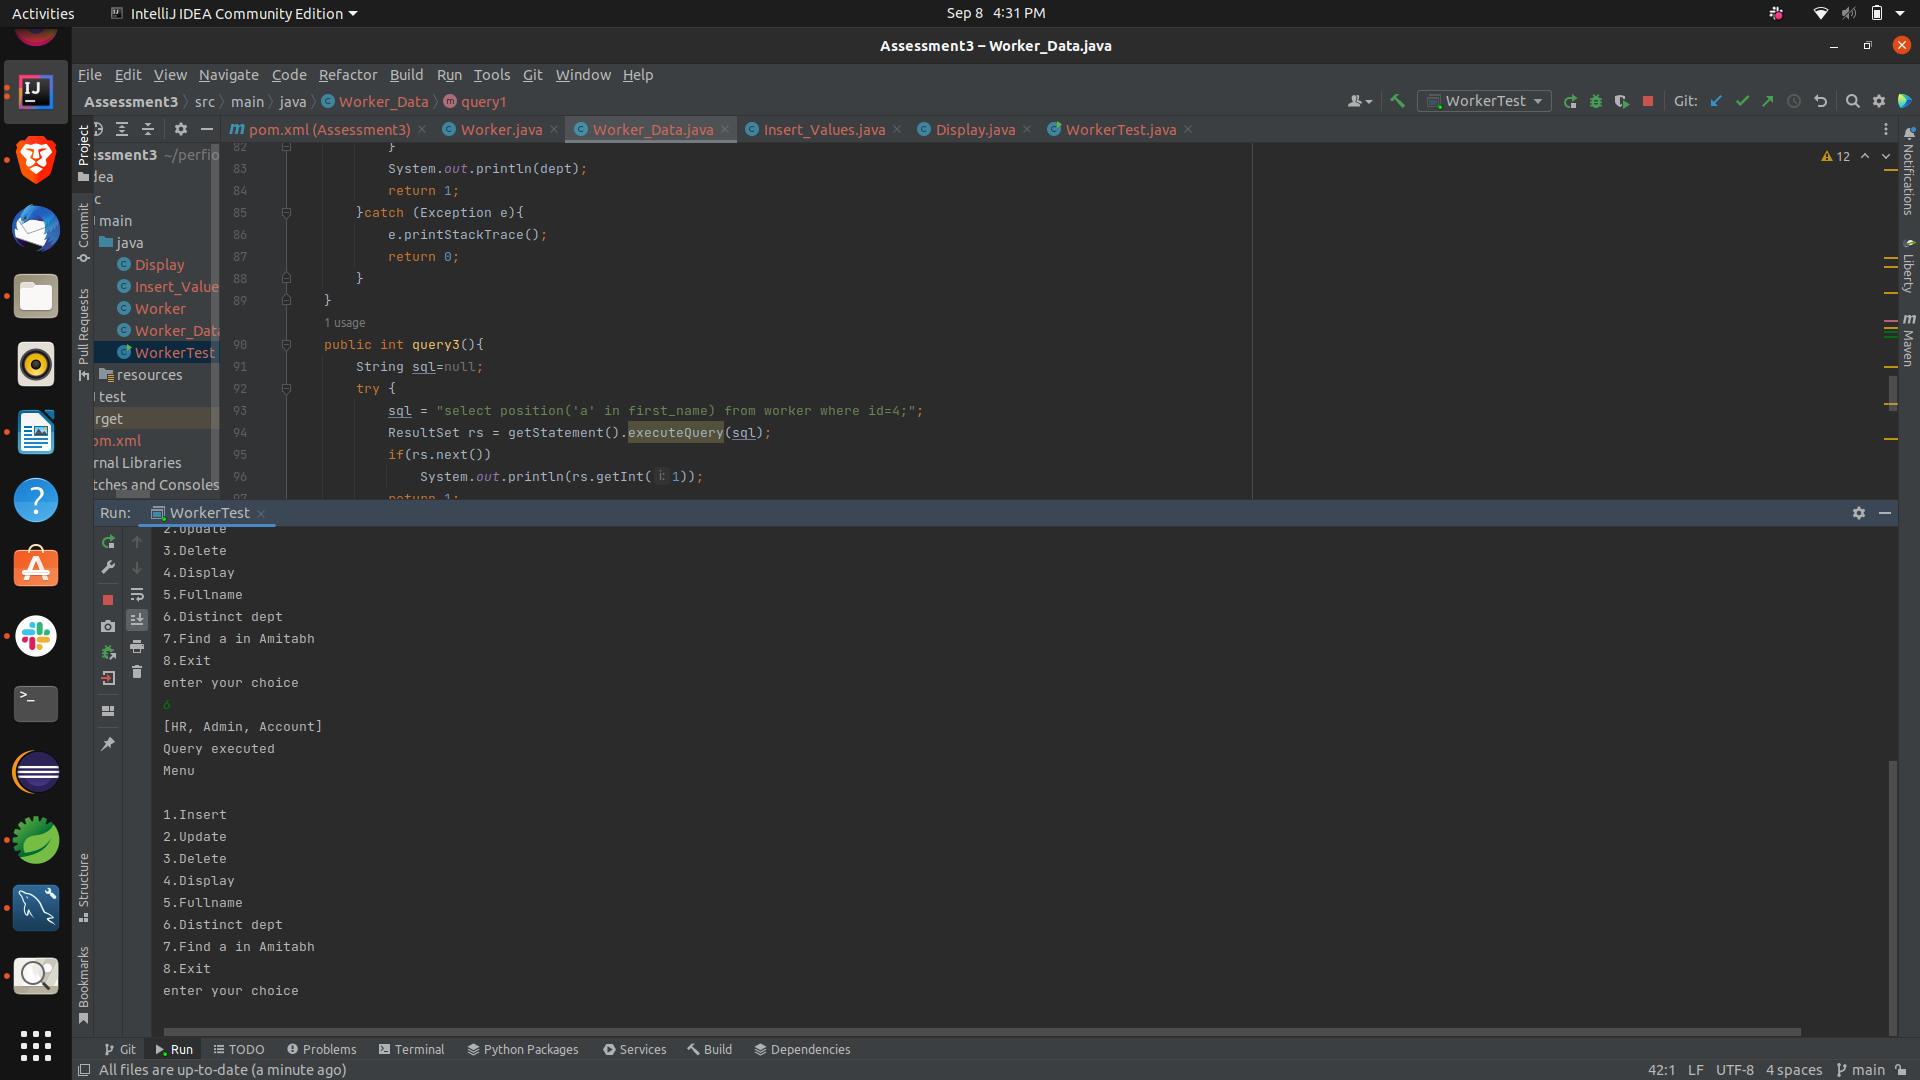 Activities IntelliJ IDEA Community Edition Sep 8 4:31 PM
Assessment3 – Worker_Data.java
File Edit View Navigate Code Refactor Build Run Tools Git Window Help
Assessment3 src main java Worker_Data query1 WorkerTest Git:
pom.xml (Assessment3) Worker.java Worker_Data.java Insert_Values.java Display.java WorkerTest.java
Project
Commit
Pull Requests
Structure
Bookmarks
essment3 ~/perfio
dea
c
main
java
Display
Insert_Value
Worker
Worker_Data
WorkerTest
resources
test
rget
om.xml
rnal Libraries
tches and Consoles
12
82 }
83 System.out.println(dept);
84 return 1;
85 }catch (Exception e){
86 e.printStackTrace();
87 return 0;
88 }
89 }
1 usage
90 public int query3(){
91 String sql=null;
92 try {
93 sql = "select position('a' in first_name) from worker where id=4;";
94 ResultSet rs = getStatement().executeQuery(sql);
95 if(rs.next())
96 System.out.println(rs.getInt( i: 1));
97 return 1;
Notifications
Liberty
Maven
Run: WorkerTest
2.Update
3.Delete
4.Display
5.Fullname
6.Distinct dept
7.Find a in Amitabh
8.Exit
enter your choice
6
[HR, Admin, Account]
Query executed
Menu
1.Insert
2.Update
3.Delete
4.Display
5.Fullname
6.Distinct dept
7.Find a in Amitabh
8.Exit
enter your choice
Git Run TODO Problems Terminal Python Packages Services Build Dependencies
All files are up-to-date (a minute ago) 42:1 LF UTF-8 4 spaces main